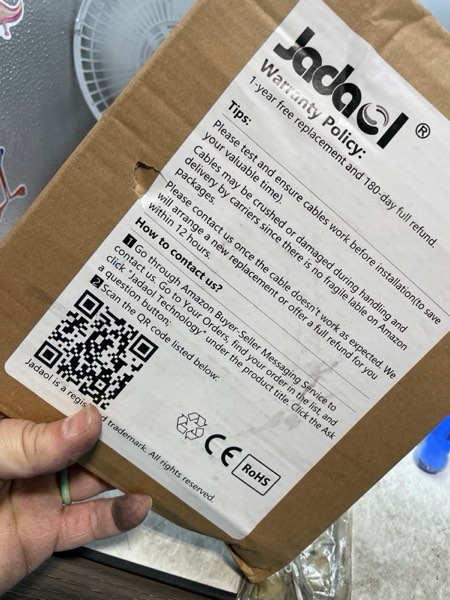 Jadaol®
Warranty Policy:
1-year free replacement and 180-day full refund.
Tips:
Please test and ensure cables work before installation(to save
your valuable time).
Cables may be crushed or damaged during handling and
delivery by carriers since there is no fragile lable on Amazon
packages.
Please contact us once the cable doesn't work as expected. We
will arrange a new replacement or offer a full refund for you
within 12 hours.
How to contact us?
1 Go through Amazon Buyer-Seller Messaging Service to
contact us. Go to Your Orders, find your order in the list, and
click "Jadaol Technology" under the product title. Click the Ask
a question button;
2 Scan the QR code listed below:
CE
RoHS
Jadaol is a trademark. All rights reserved.